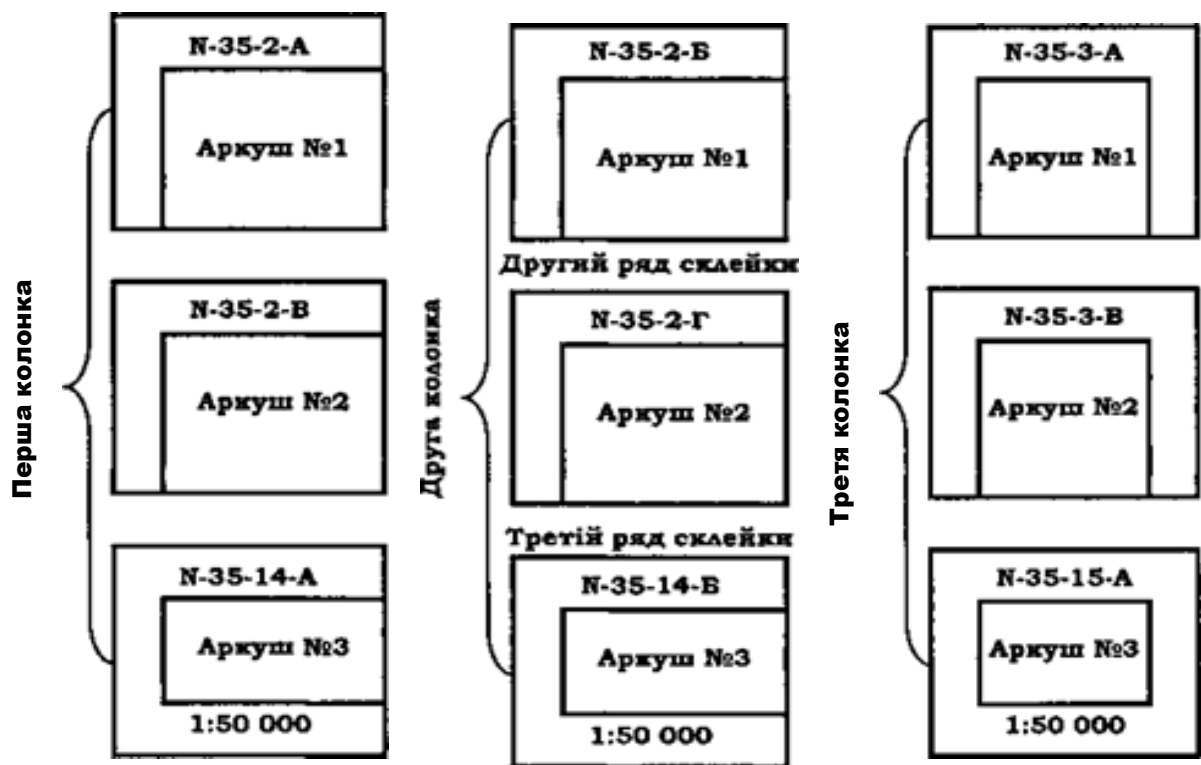 Перша колонка
N-35-2-А
Аркуш №1
N-35-2-В
Аркуш №2
N-35-14-А
Аркуш №3
1:50 000
Друга колонка
N-35-2-Б
Аркуш №1
Другий ряд склейки
N-35-2-Г
Аркуш №2
Третій ряд склейки
N-35-14-Б
Аркуш №3
1:50 000
Третя колонка
N-35-3-А
Аркуш №1
N-35-3-В
Аркуш №2
N-35-15-А
Аркуш №3
1:50 000